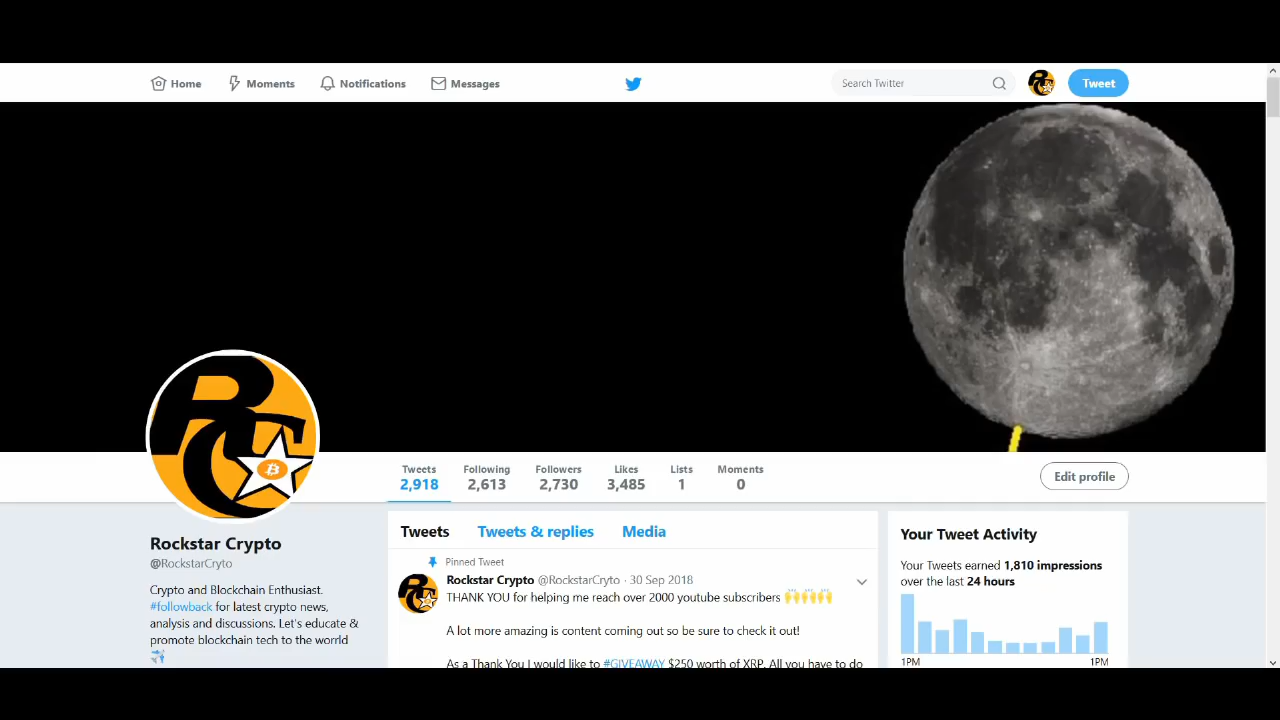 Home Moments Notifications Messages Search Twitter Tweet
Tweets Following Followers Likes Lists Moments
2,918 2,613 2,730 3,485 1 0
Edit profile
Rockstar Crypto
@RockstarCryto
Crypto and Blockchain Enthusiast.
#followback for latest crypto news,
analysis and discussions. Let's educate &
promote blockchain tech to the world
Tweets Tweets & replies Media
Pinned Tweet
Rockstar Crypto @RockstarCryto · 30 Sep 2018
THANK YOU for helping me reach over 2000 youtube subscribers 🙌🙌🙌🙌
A lot more amazing is content coming out so be sure to check it out!
As a Thank You I would like to #GIVEAWAY $250 worth of XRP. All you have to do
Your Tweet Activity
Your Tweets earned 1,810 impressions
over the last 24 hours
1PM 1PM